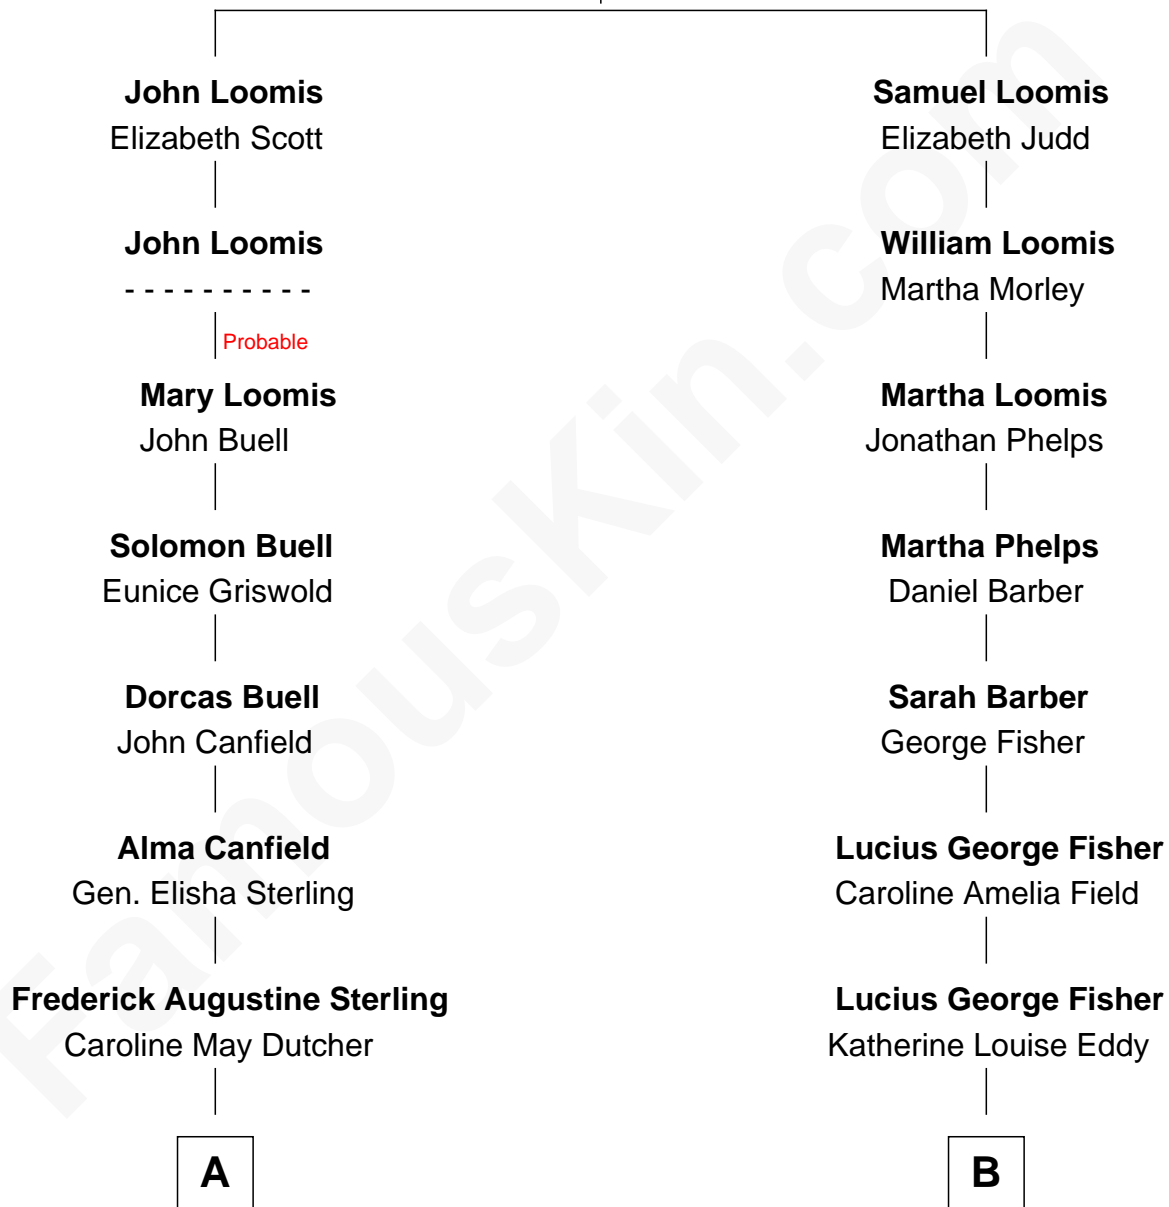 John Loomis
Elizabeth Scott
John Loomis
- - - - - - - - - -
Probable
Mary Loomis
John Buell
Solomon Buell
Eunice Griswold
Dorcas Buell
John Canfield
Alma Canfield
Gen. Elisha Sterling
Frederick Augustine Sterling
Caroline May Dutcher
A
Samuel Loomis
Elizabeth Judd
William Loomis
Martha Morley
Martha Loomis
Jonathan Phelps
Martha Phelps
Daniel Barber
Sarah Barber
George Fisher
Lucius George Fisher
Caroline Amelia Field
Lucius George Fisher
Katherine Louise Eddy
B
FamousKin.com